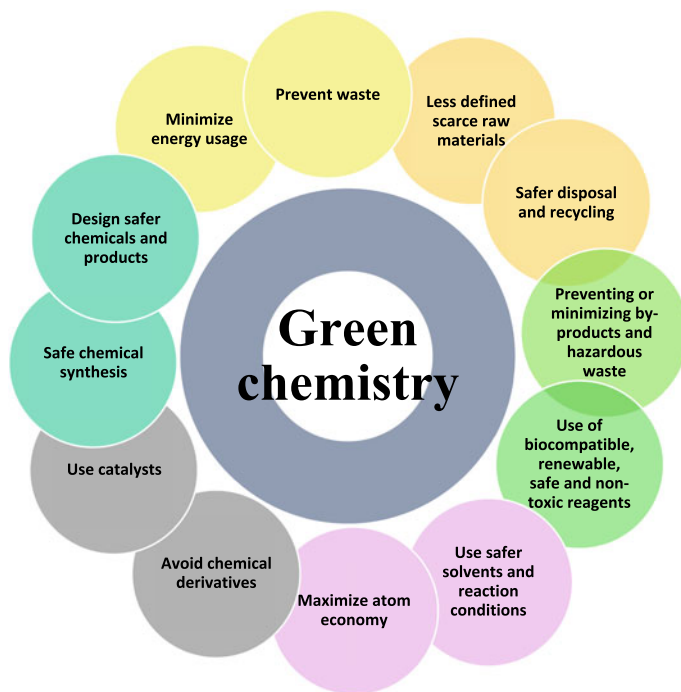 Prevent waste
Less defined
scarce raw
materials
Safer disposal
and recycling
Preventing or
minimizing by-
products and
hazardous
waste
Use of
biocompatible,
renewable,
safe and non-
toxic reagents
Use safer
solvents and
reaction
conditions
Maximize atom
economy
Avoid chemical
derivatives
Use catalysts
Safe chemical
synthesis
Design safer
chemicals and
products
Minimize
energy usage
Green
chemistry